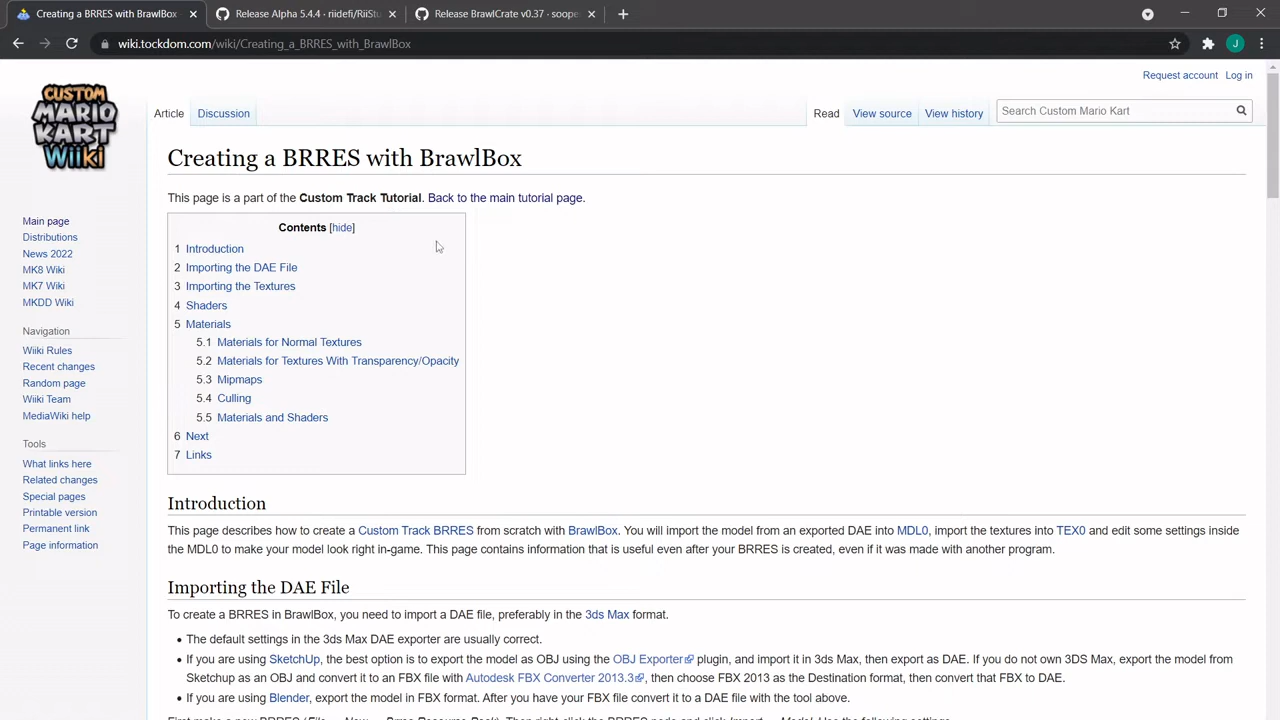 Creating a BRRES with BrawlBox
Release Alpha 5.4.4 · riidefi/RiiStu
Release BrawlCrate v0.37 · soope
wiki.tockdom.com/wiki/Creating_a_BRRES_with_BrawlBox
J
Request account Log in
CUSTOM
MARIO
KART
Wiiki
Article Discussion Read View source View history Search Custom Mario Kart
Creating a BRRES with BrawlBox
This page is a part of the Custom Track Tutorial. Back to the main tutorial page.
Main page
Distributions
News 2022
MK8 Wiki
MK7 Wiki
MKDD Wiki
Navigation
Wiiki Rules
Recent changes
Random page
Wiiki Team
MediaWiki help
Tools
What links here
Related changes
Special pages
Printable version
Permanent link
Page information
Contents [hide]
1 Introduction
2 Importing the DAE File
3 Importing the Textures
4 Shaders
5 Materials
5.1 Materials for Normal Textures
5.2 Materials for Textures With Transparency/Opacity
5.3 Mipmaps
5.4 Culling
5.5 Materials and Shaders
6 Next
7 Links
Introduction
This page describes how to create a Custom Track BRRES from scratch with BrawlBox. You will import the model from an exported DAE into MDL0, import the textures into TEX0 and edit some settings inside
the MDL0 to make your model look right in-game. This page contains information that is useful even after your BRRES is created, even if it was made with another program.
Importing the DAE File
To create a BRRES in BrawlBox, you need to import a DAE file, preferably in the 3ds Max format.
• The default settings in the 3ds Max DAE exporter are usually correct.
• If you are using SketchUp, the best option is to export the model as OBJ using the OBJ Exporter plugin, and import it in 3ds Max, then export as DAE. If you do not own 3DS Max, export the model from
Sketchup as an OBJ and convert it to an FBX file with Autodesk FBX Converter 2013.3, then choose FBX 2013 as the Destination format, then convert that FBX to DAE.
• If you are using Blender, export the model in FBX format. After you have your FBX file convert it to a DAE file with the tool above.